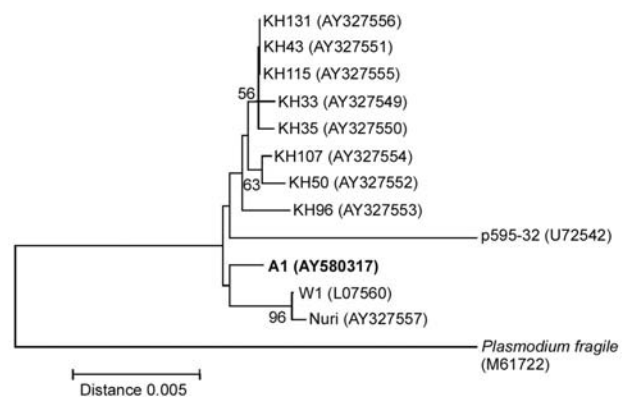 KH131 (AY327556)
KH43 (AY327551)
KH115 (AY327555)
56
KH33 (AY327549)
KH35 (AY327550)
KH107 (AY327554)
63
KH50 (AY327552)
KH96 (AY327553)
p595-32 (U72542)
A1 (AY580317)
W1 (L07560)
96
Nuri (AY327557)
Plasmodium fragile
(M61722)
Distance 0.005